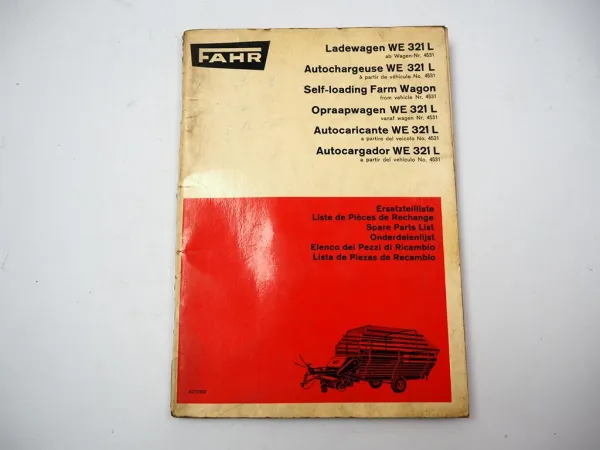 FAHR
Ladewagen WE 321 L
ab Wagen-Nr. 4531
Autochargeuse WE 321 L
à partir de véhicule No. 4531
Self-loading Farm Wagon
from vehicle Nr. 4531
Opraapwagen WE 321 L
vanaf wagen Nr. 4531
Autocaricante WE 321 L
a partire del veicolo No. 4531
Autocargador WE 321 L
a partir del vehículo No. 4531
Ersatzteilliste
Liste de Pièces de Rechange
Spare Parts List
Onderdelenlijst
Elenco dei Pezzi di Ricambio
Lista de Piezas de Recambio